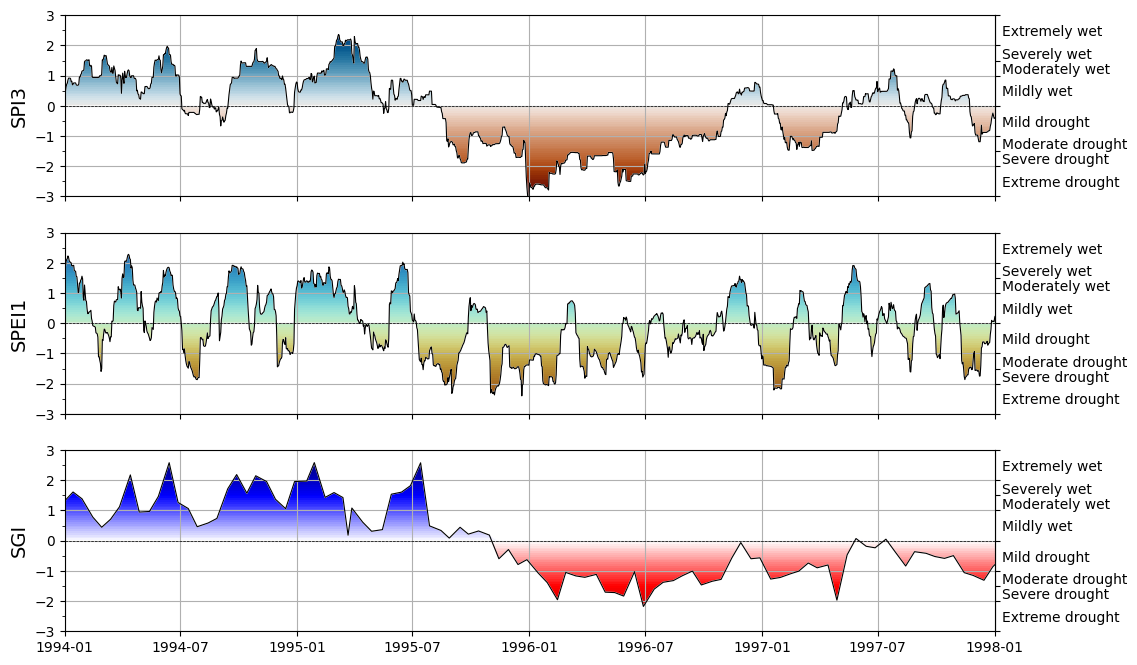 SPI3
3
2
1
0
−1
−2
−3
Extremely wet
Severely wet
Moderately wet
Mildly wet
Mild drought
Moderate drought
Severe drought
Extreme drought
SPEI1
3
2
1
0
−1
−2
−3
Extremely wet
Severely wet
Moderately wet
Mildly wet
Mild drought
Moderate drought
Severe drought
Extreme drought
SGI
3
2
1
0
−1
−2
−3
Extremely wet
Severely wet
Moderately wet
Mildly wet
Mild drought
Moderate drought
Severe drought
Extreme drought
1994-01 1994-07 1995-01 1995-07 1996-01 1996-07 1997-01 1997-07 1998-01